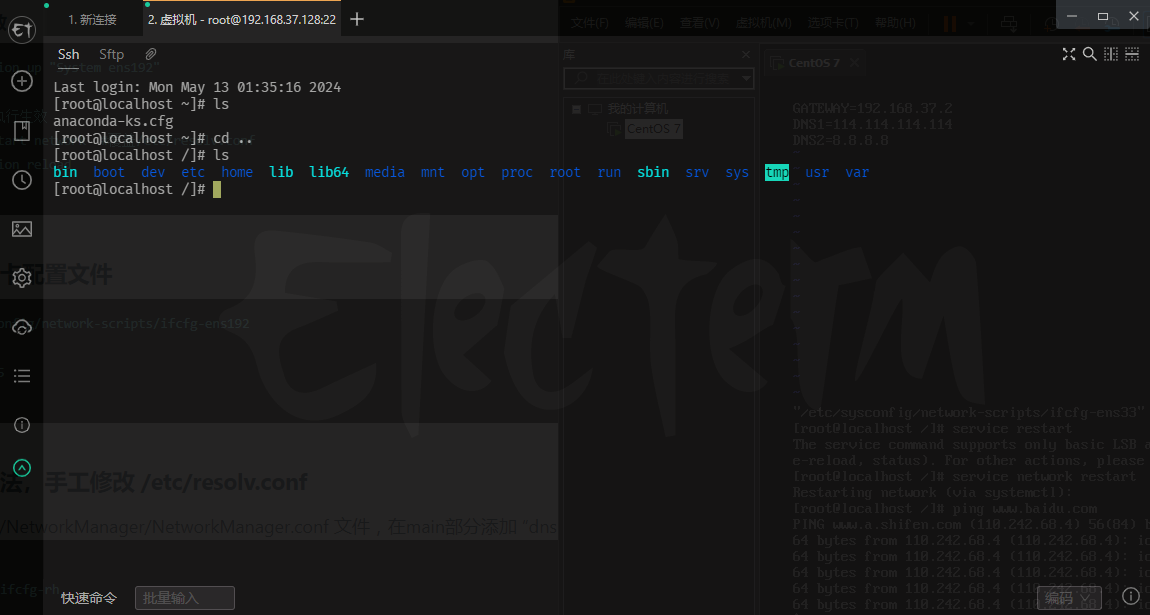 1. 新连接
2. 虚拟机 - root@192.168.37.128:22
文件(F) 编辑(E) 查看(V) 虚拟机(M) 选项卡(T) 帮助(H)
Ssh Sftp
库
CentOS 7
我的计算机
CentOS 7
Last login: Mon May 13 01:35:16 2024
[root@localhost ~]# ls
anaconda-ks.cfg
[root@localhost ~]# cd ..
[root@localhost /]# ls
bin boot dev etc home lib lib64 media mnt opt proc root run sbin srv sys tmp usr var
[root@localhost /]#
GATEWAY=192.168.37.2
DNS1=114.114.114.114
DNS2=8.8.8.8
卡配置文件
onfig/network-scripts/ifcfg-ens192
Electerm
法，手工修改 /etc/resolv.conf
/NetworkManager/NetworkManager.conf 文件，在main部分添加 “dns
"/etc/sysconfig/network-scripts/ifcfg-ens33"
[root@localhost /]# service restart
The service command supports only basic LSB a
e-reload, status). For other actions, please
[root@localhost /]# service network restart
Restarting network (via systemctl):
[root@localhost /]# ping www.baidu.com
PING www.a.shifen.com (110.242.68.4) 56(84) b
64 bytes from 110.242.68.4 (110.242.68.4): ic
64 bytes from 110.242.68.4 (110.242.68.4): ic
64 bytes from 110.242.68.4 (110.242.68.4): ic
64 bytes from 110.242.68.4 (110.242.68.4): ic
64 bytes from 110.242.68.4 (110.242.68.4): ic
ifcfg-rh
快速命令
批量输入
编码